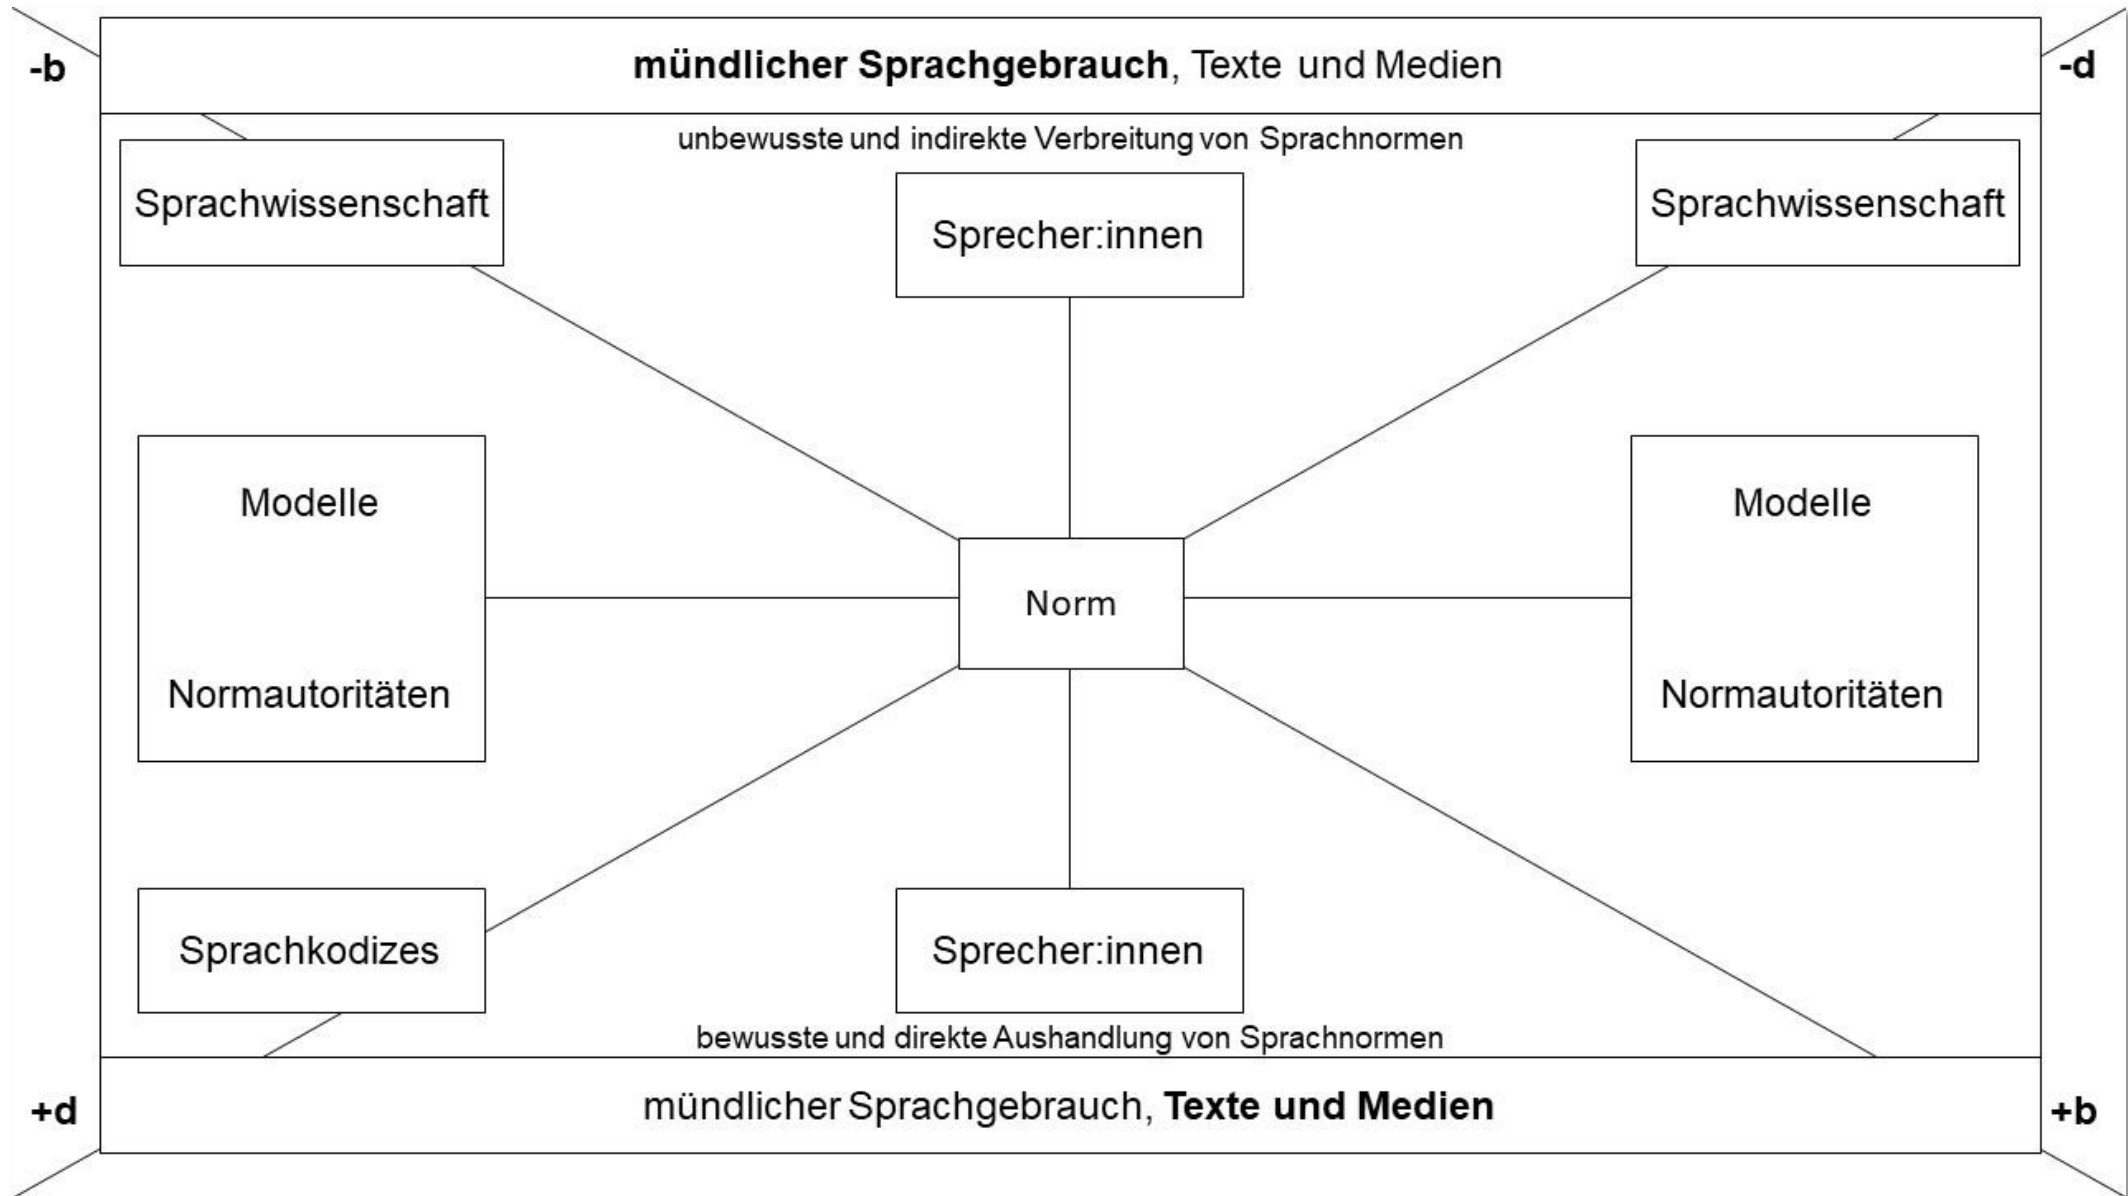 -b
mündlicher Sprachgebrauch, Texte und Medien
-d
unbewusste und indirekte Verbreitung von Sprachnormen
Sprachwissenschaft
Sprecher:innen
Sprachwissenschaft
Modelle
Normautoritäten
Norm
Modelle
Normautoritäten
Sprachkodizes
Sprecher:innen
bewusste und direkte Aushandlung von Sprachnormen
+d
mündlicher Sprachgebrauch, Texte und Medien
+b